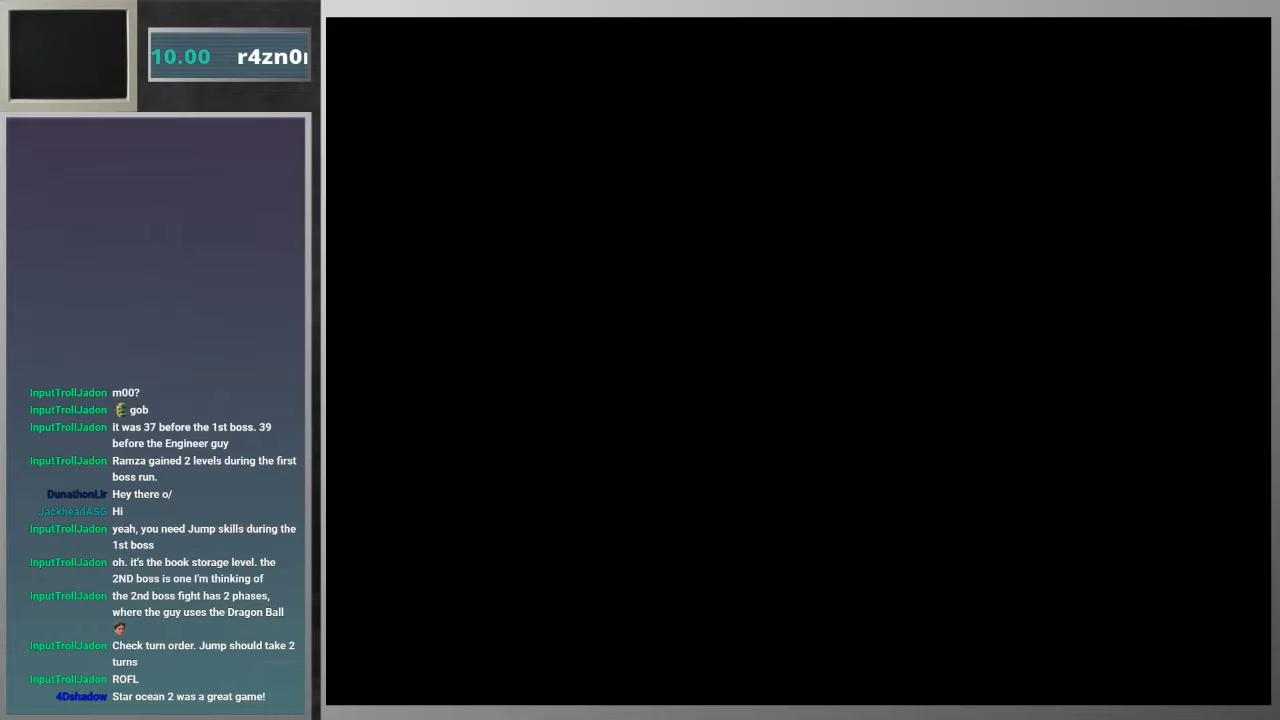 10.00 r4zn0
InputTrollJadon m00?
InputTrollJadon gob
InputTrollJadon it was 37 before the 1st boss. 39
before the Engineer guy
InputTrollJadon Ramza gained 2 levels during the first
boss run.
DunathonLir Hey there o/
JackheadASG Hi
InputTrollJadon yeah, you need Jump skills during the
1st boss
InputTrollJadon oh. it's the book storage level. the
2ND boss is one I'm thinking of
InputTrollJadon the 2nd boss fight has 2 phases,
where the guy uses the Dragon Ball
InputTrollJadon Check turn order. Jump should take 2
turns
InputTrollJadon ROFL
4Dshadow Star ocean 2 was a great game!